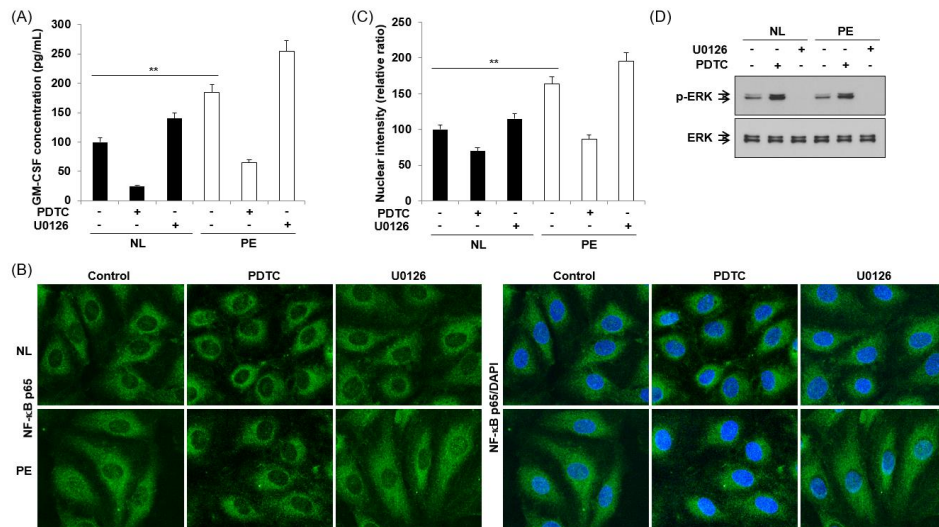 (A)
GM-CSF concentration (pg/mL)
300
250
200
150
100
50
0
**
PDTC - + - - + -
U0126 - - + - - +
NL PE
(C)
Nuclear intensity (relative ratio)
250
200
150
100
50
0
**
PDTC - + - - + -
U0126 - - + - - +
NL PE
(D)
NL PE
U0126 - - + - - +
PDTC - + - - + -
p-ERK
ERK
(B)
Control PDTC U0126
NF-κB p65
NL
PE
Control PDTC U0126
NF-κB p65/DAPI